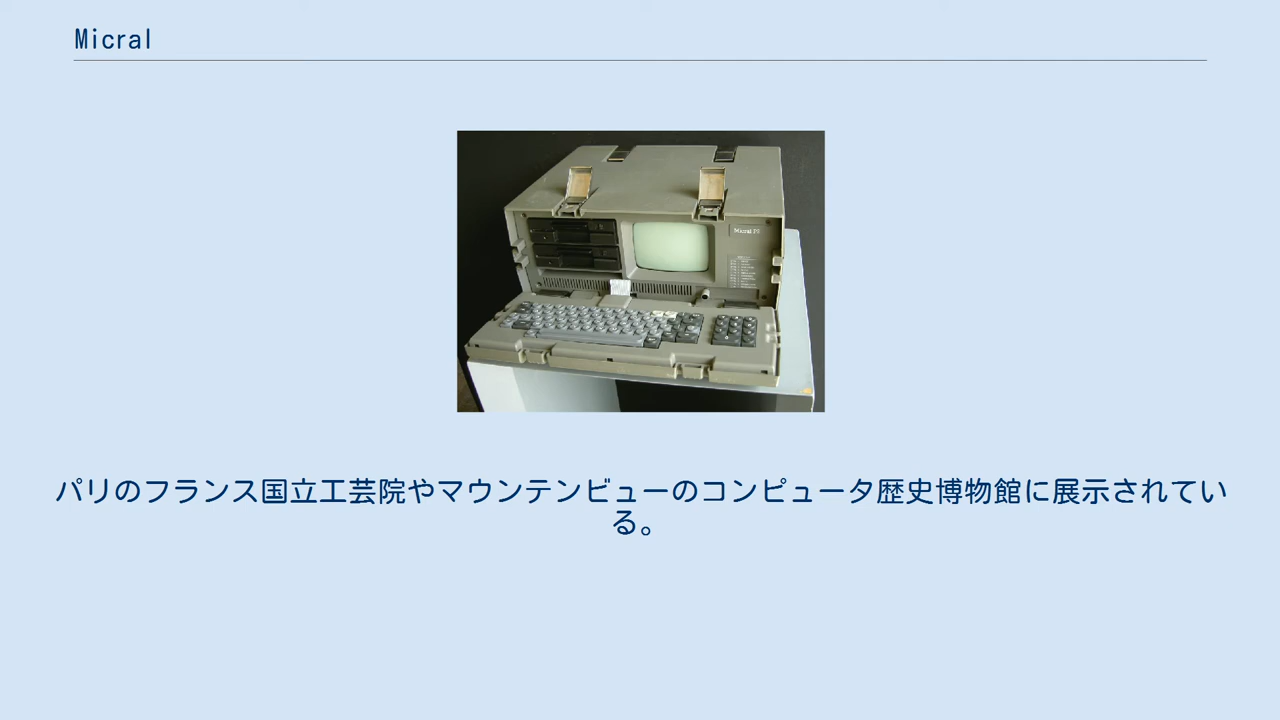 Micral
パリのフランス国立工芸院やマウンテンビューのコンピュータ歴史博物館に展示されてい
る。